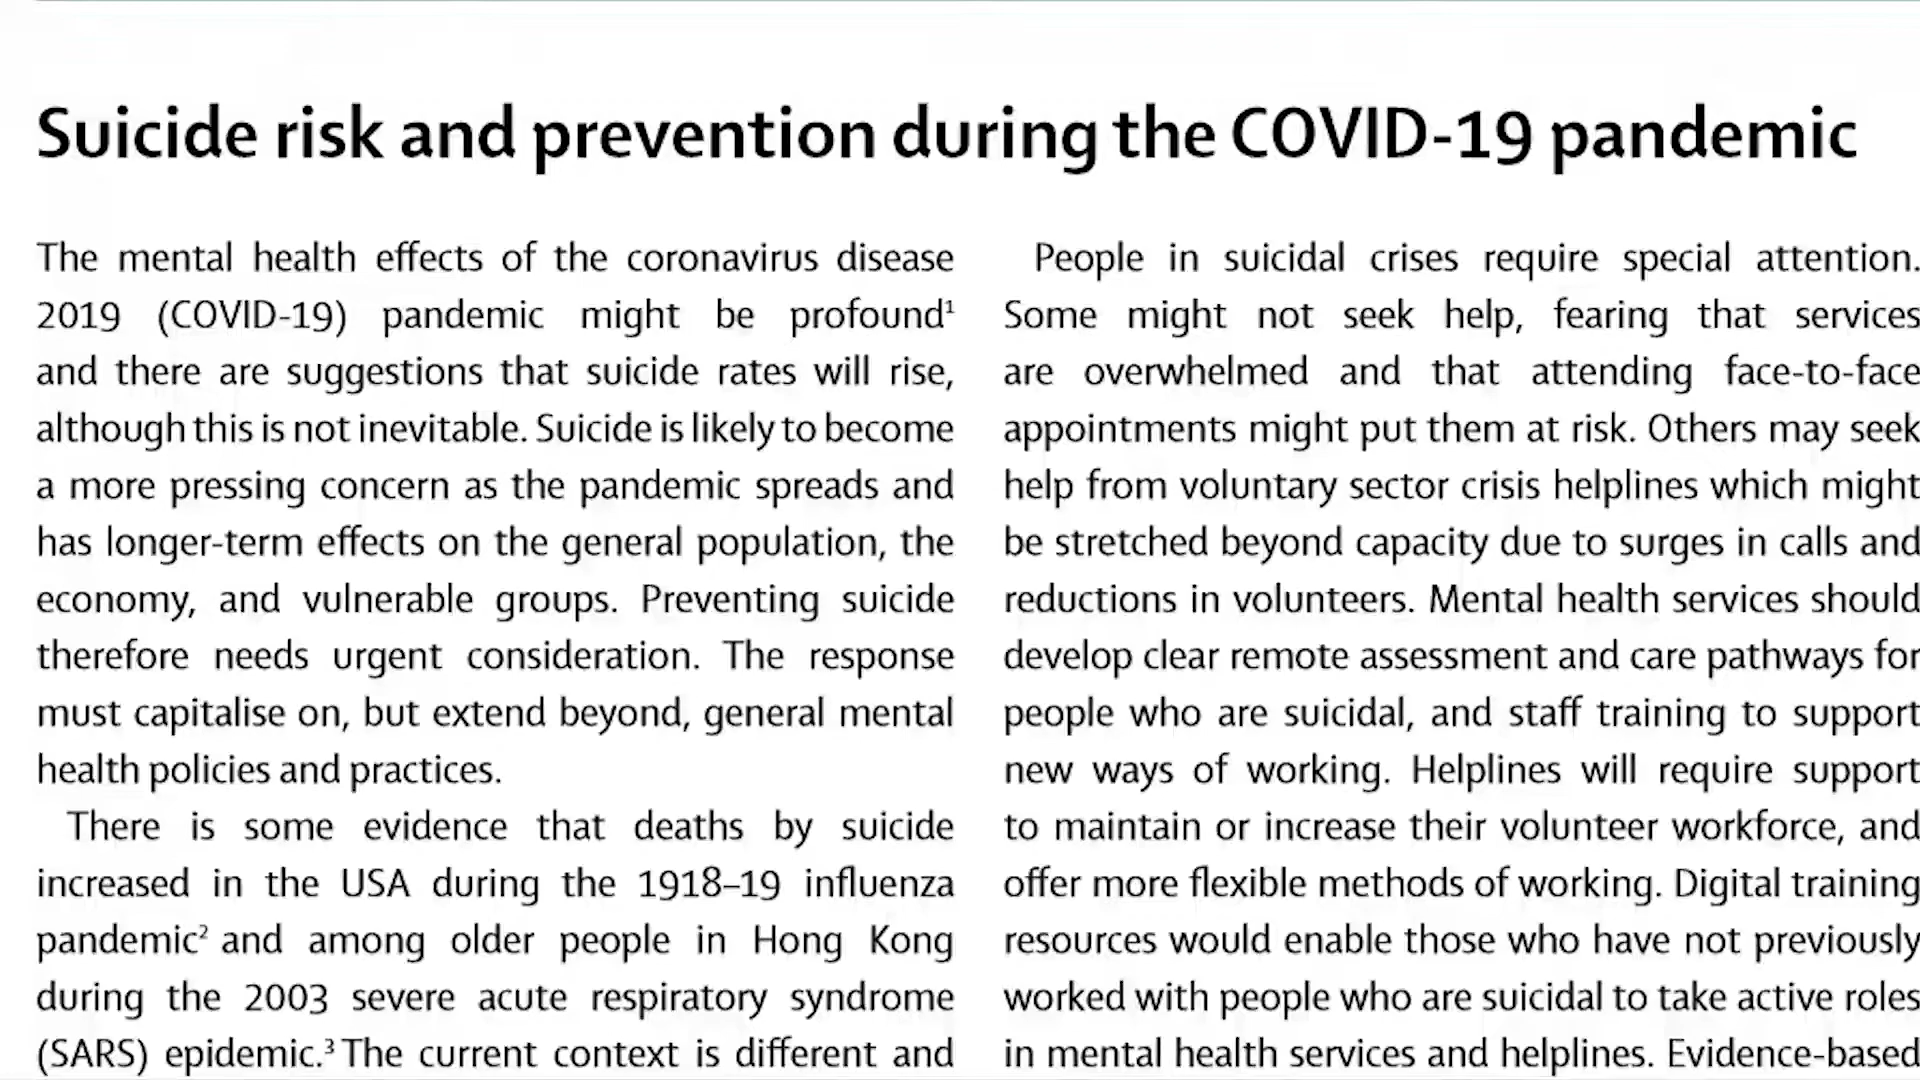 Suicide risk and prevention during the COVID-19 pandemic
The mental health effects of the coronavirus disease
2019 (COVID-19) pandemic might be profound¹
and there are suggestions that suicide rates will rise,
although this is not inevitable. Suicide is likely to become
a more pressing concern as the pandemic spreads and
has longer-term effects on the general population, the
economy, and vulnerable groups. Preventing suicide
therefore needs urgent consideration. The response
must capitalise on, but extend beyond, general mental
health policies and practices.
There is some evidence that deaths by suicide
increased in the USA during the 1918–19 influenza
pandemic² and among older people in Hong Kong
during the 2003 severe acute respiratory syndrome
(SARS) epidemic.³ The current context is different and
People in suicidal crises require special attention.
Some might not seek help, fearing that services
are overwhelmed and that attending face-to-face
appointments might put them at risk. Others may seek
help from voluntary sector crisis helplines which might
be stretched beyond capacity due to surges in calls and
reductions in volunteers. Mental health services should
develop clear remote assessment and care pathways for
people who are suicidal, and staff training to support
new ways of working. Helplines will require support
to maintain or increase their volunteer workforce, and
offer more flexible methods of working. Digital training
resources would enable those who have not previously
worked with people who are suicidal to take active roles
in mental health services and helplines. Evidence-based